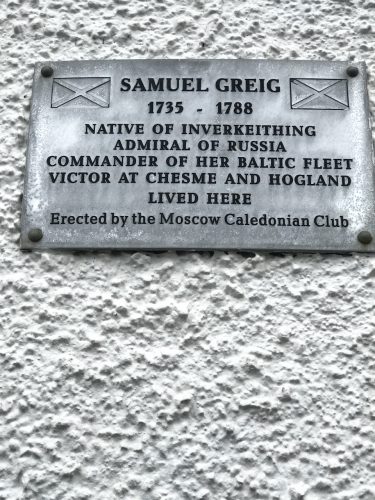 SAMUEL GREIG
1735 - 1788
NATIVE OF INVERKEITHING
ADMIRAL OF RUSSIA
COMMANDER OF HER BALTIC FLEET
VICTOR AT CHESME AND HOGLAND
LIVED HERE
Erected by the Moscow Caledonian Club